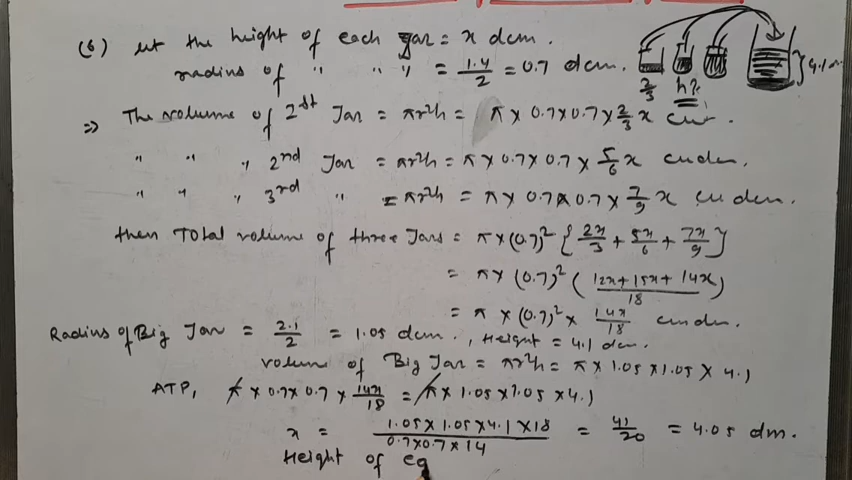 (6) let the height of each Jar = x dcm.
radius of " " " = 1.4/2 = 0.7 dcm.
2/3 h? 4.1
⇒ The volume of 1st Jar = πr²h = π × 0.7×0.7 × 2/3 x
" " " 2nd Jar = πr²h = π × 0.7 × 0.7 × 5/6 x cu dcm.
" " " 3rd " = πr²h = π × 0.7×0.7 × 7/9 x cu dcm.
then Total volume of three Jars = π × (0.7)² {2x/3 + 5x/6 + 7x/9}
= π × (0.7)² (12x + 15x + 14x / 18)
= π × (0.7)² × 14x/18 cu dcm.
Radius of Big Jar = 2.1/2 = 1.05 dcm., Height = 4.1 dcm.
volume of Big Jar = πr²h = π × 1.05 × 1.05 × 4.1
ATP, π × 0.7 × 0.7 × 14x/18 = π × 1.05 × 1.05 × 4.1
x = 1.05 × 1.05 × 4.1 × 18 / 0.7×0.7×14 = 41/20 = 4.05 dm.
Height of eq